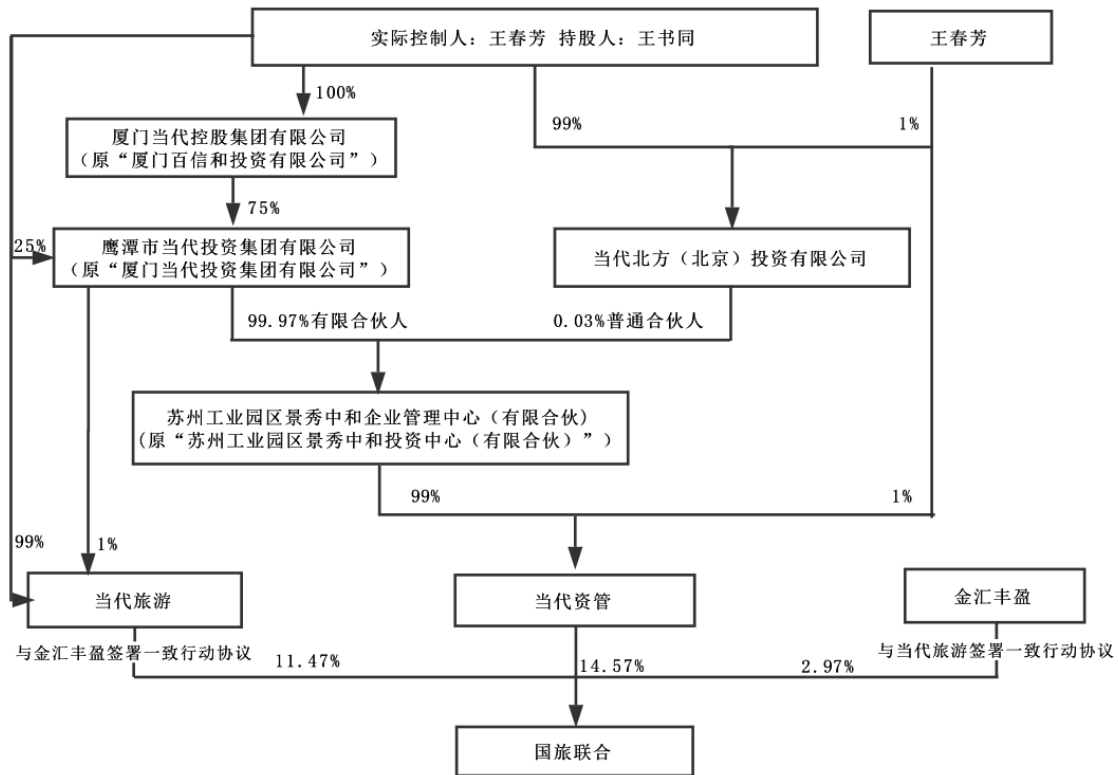 实际控制人：王春芳 持股人：王书同
王春芳
100%
99%
1%
厦门当代控股集团有限公司
（原“厦门百信和投资有限公司”）
75%
25%
鹰潭市当代投资集团有限公司
（原“厦门当代投资集团有限公司”）
当代北方（北京）投资有限公司
99.97%有限合伙人
0.03%普通合伙人
苏州工业园区景秀中和企业管理中心（有限合伙)
(原“苏州工业园区景秀中和投资中心（有限合伙）”）
99%
1%
99%
1%
当代旅游
当代资管
金汇丰盈
与金汇丰盈签署一致行动协议
与当代旅游签署一致行动协议
11.47%
14.57%
2.97%
国旅联合